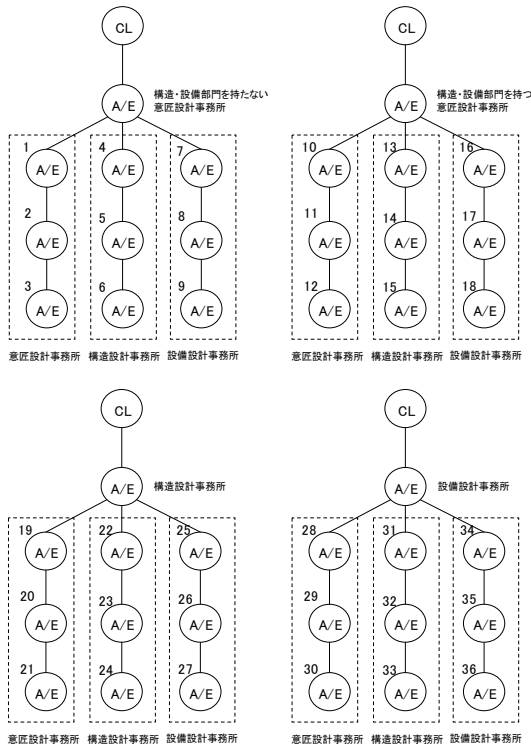 CL
CL
A/E
構造・設備部門を持たない
意匠設計事務所
A/E
構造・設備部門を持つ
意匠設計事務所
1
A/E
4
A/E
7
A/E
10
A/E
13
A/E
16
A/E
2
A/E
5
A/E
8
A/E
11
A/E
14
A/E
17
A/E
3
A/E
6
A/E
9
A/E
12
A/E
15
A/E
18
A/E
意匠設計事務所
構造設計事務所
設備設計事務所
意匠設計事務所
構造設計事務所
設備設計事務所
CL
CL
A/E
構造設計事務所
A/E
設備設計事務所
19
A/E
22
A/E
25
A/E
28
A/E
31
A/E
34
A/E
20
A/E
23
A/E
26
A/E
29
A/E
32
A/E
35
A/E
21
A/E
24
A/E
27
A/E
30
A/E
33
A/E
36
A/E
意匠設計事務所
構造設計事務所
設備設計事務所
意匠設計事務所
構造設計事務所
設備設計事務所